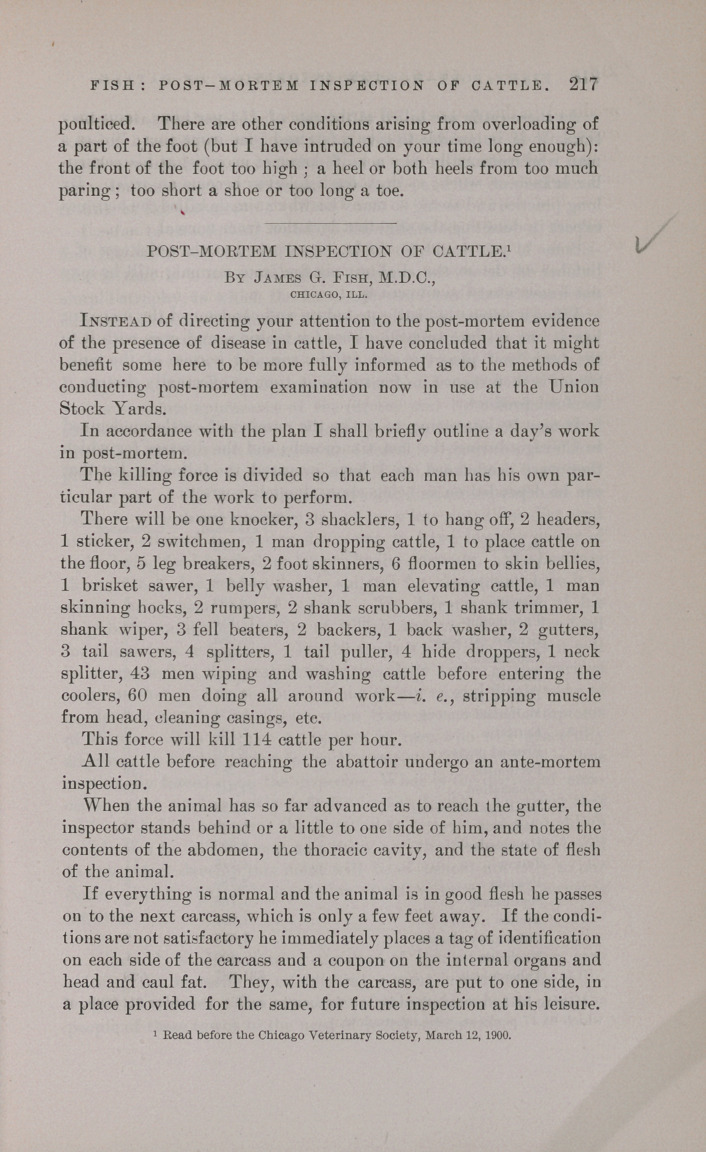 FISH: POST-MORTEM INSPECTION OF CATTLE. 217
poulticed. There are other conditions arising from overloading of
a part of the foot (but I have intruded on your time long enough):
the front of the foot too high ; a heel or both heels from too much
paring ; too short a shoe or too long a toe.
POST-MORTEM INSPECTION OF CATTLE.¹
By James G. Fish, M.D.C.,
CHICAGO, ILL.
Instead of directing your attention to the post-mortem evidence
of the presence of disease in cattle, I have concluded that it might
benefit some here to be more fully informed as to the methods of
conducting post-mortem examination now in use at the Union
Stock Yards.
In accordance with the plan I shall briefly outline a day's work
in post-mortem.
The killing force is divided so that each man has his own par-
ticular part of the work to perform.
There will be one knocker, 3 shacklers, 1 to hang off, 2 headers,
1 sticker, 2 switchmen, 1 man dropping cattle, 1 to place cattle on
the floor, 5 leg breakers, 2 foot skinners, 6 floormen to skin bellies,
1 brisket sawer, 1 belly washer, 1 man elevating cattle, 1 man
skinning hocks, 2 rumpers, 2 shank scrubbers, 1 shank trimmer, 1
shank wiper, 3 fell beaters, 2 backers, 1 back washer, 2 gutters,
3 tail sawers, 4 splitters, 1 tail puller, 4 hide droppers, 1 neck
splitter, 43 men wiping and washing cattle before entering the
coolers, 60 men doing all around work—i. e., stripping muscle
from head, cleaning casings, etc.
This force will kill 114 cattle per hour.
All cattle before reaching the abattoir undergo an ante-mortem
inspection.
When the animal has so far advanced as to reach the gutter, the
inspector stands behind or a little to one side of him, and notes the
contents of the abdomen, the thoracic cavity, and the state of flesh
of the animal.
If everything is normal and the animal is in good flesh he passes
on to the next carcass, which is only a few feet away. If the condi-
tions are not satisfactory he immediately places a tag of identification
on each side of the carcass and a coupon on the internal organs and
head and caul fat. They, with the carcass, are put to one side, in
a place provided for the same, for future inspection at his leisure.
¹ Read before the Chicago Veterinary Society, March 12, 1900.